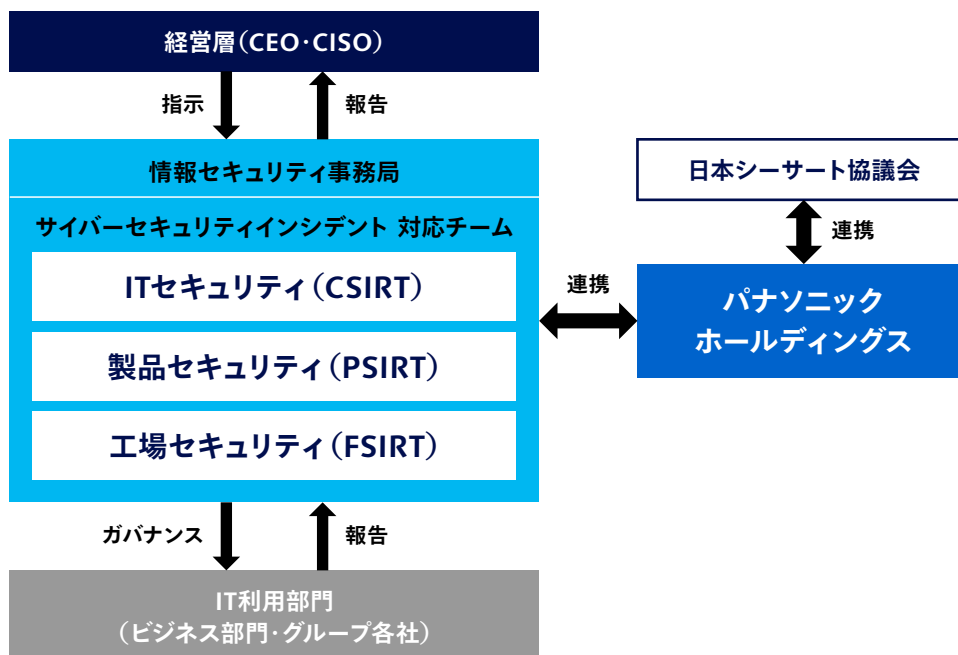 経営層(CEO・CISO)
指示
報告
情報セキュリティ事務局
サイバーセキュリティインシデント 対応チーム
ITセキュリティ(CSIRT)
製品セキュリティ(PSIRT)
工場セキュリティ(FSIRT)
連携
日本シーサート協議会
連携
パナソニック
ホールディングス
ガバナンス
報告
IT利用部門
(ビジネス部門・グループ各社)